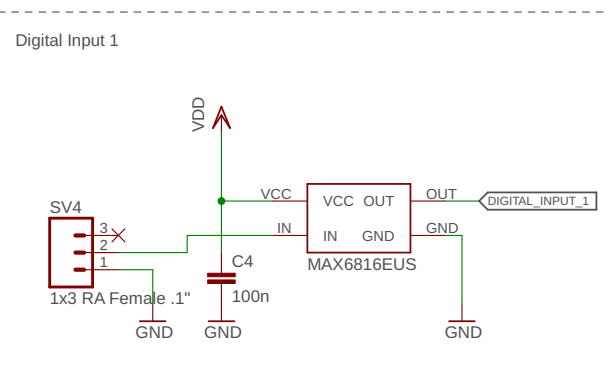 Digital Input 1
VDD
VCC
VCC OUT
OUT
DIGITAL_INPUT_1
SV4
3
2
1
IN
IN GND
GND
MAX6816EUS
C4
100n
1x3 RA Female .1"
GND
GND
GND